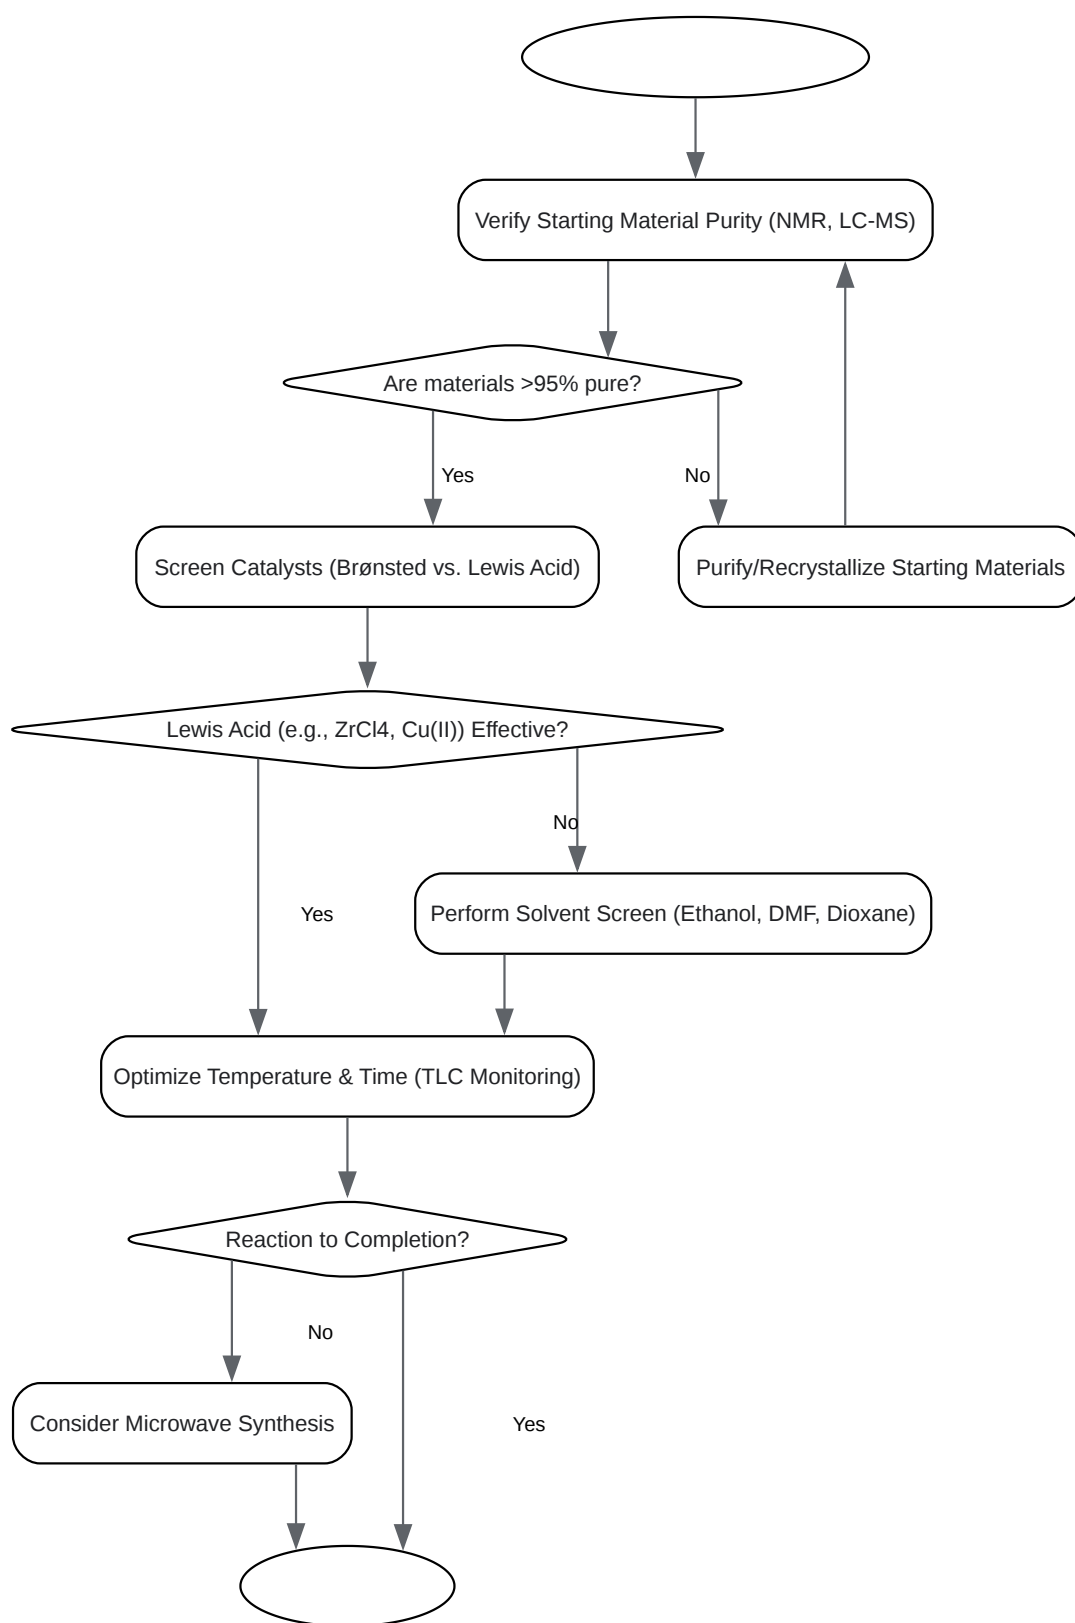 Verify Starting Material Purity (NMR, LC-MS)
Are materials >95% pure?
Yes
No
Screen Catalysts (Brønsted vs. Lewis Acid)
Purify/Recrystallize Starting Materials
Lewis Acid (e.g., ZrCl4, Cu(II)) Effective?
No
Yes
Perform Solvent Screen (Ethanol, DMF, Dioxane)
Optimize Temperature & Time (TLC Monitoring)
Reaction to Completion?
No
Consider Microwave Synthesis
Yes